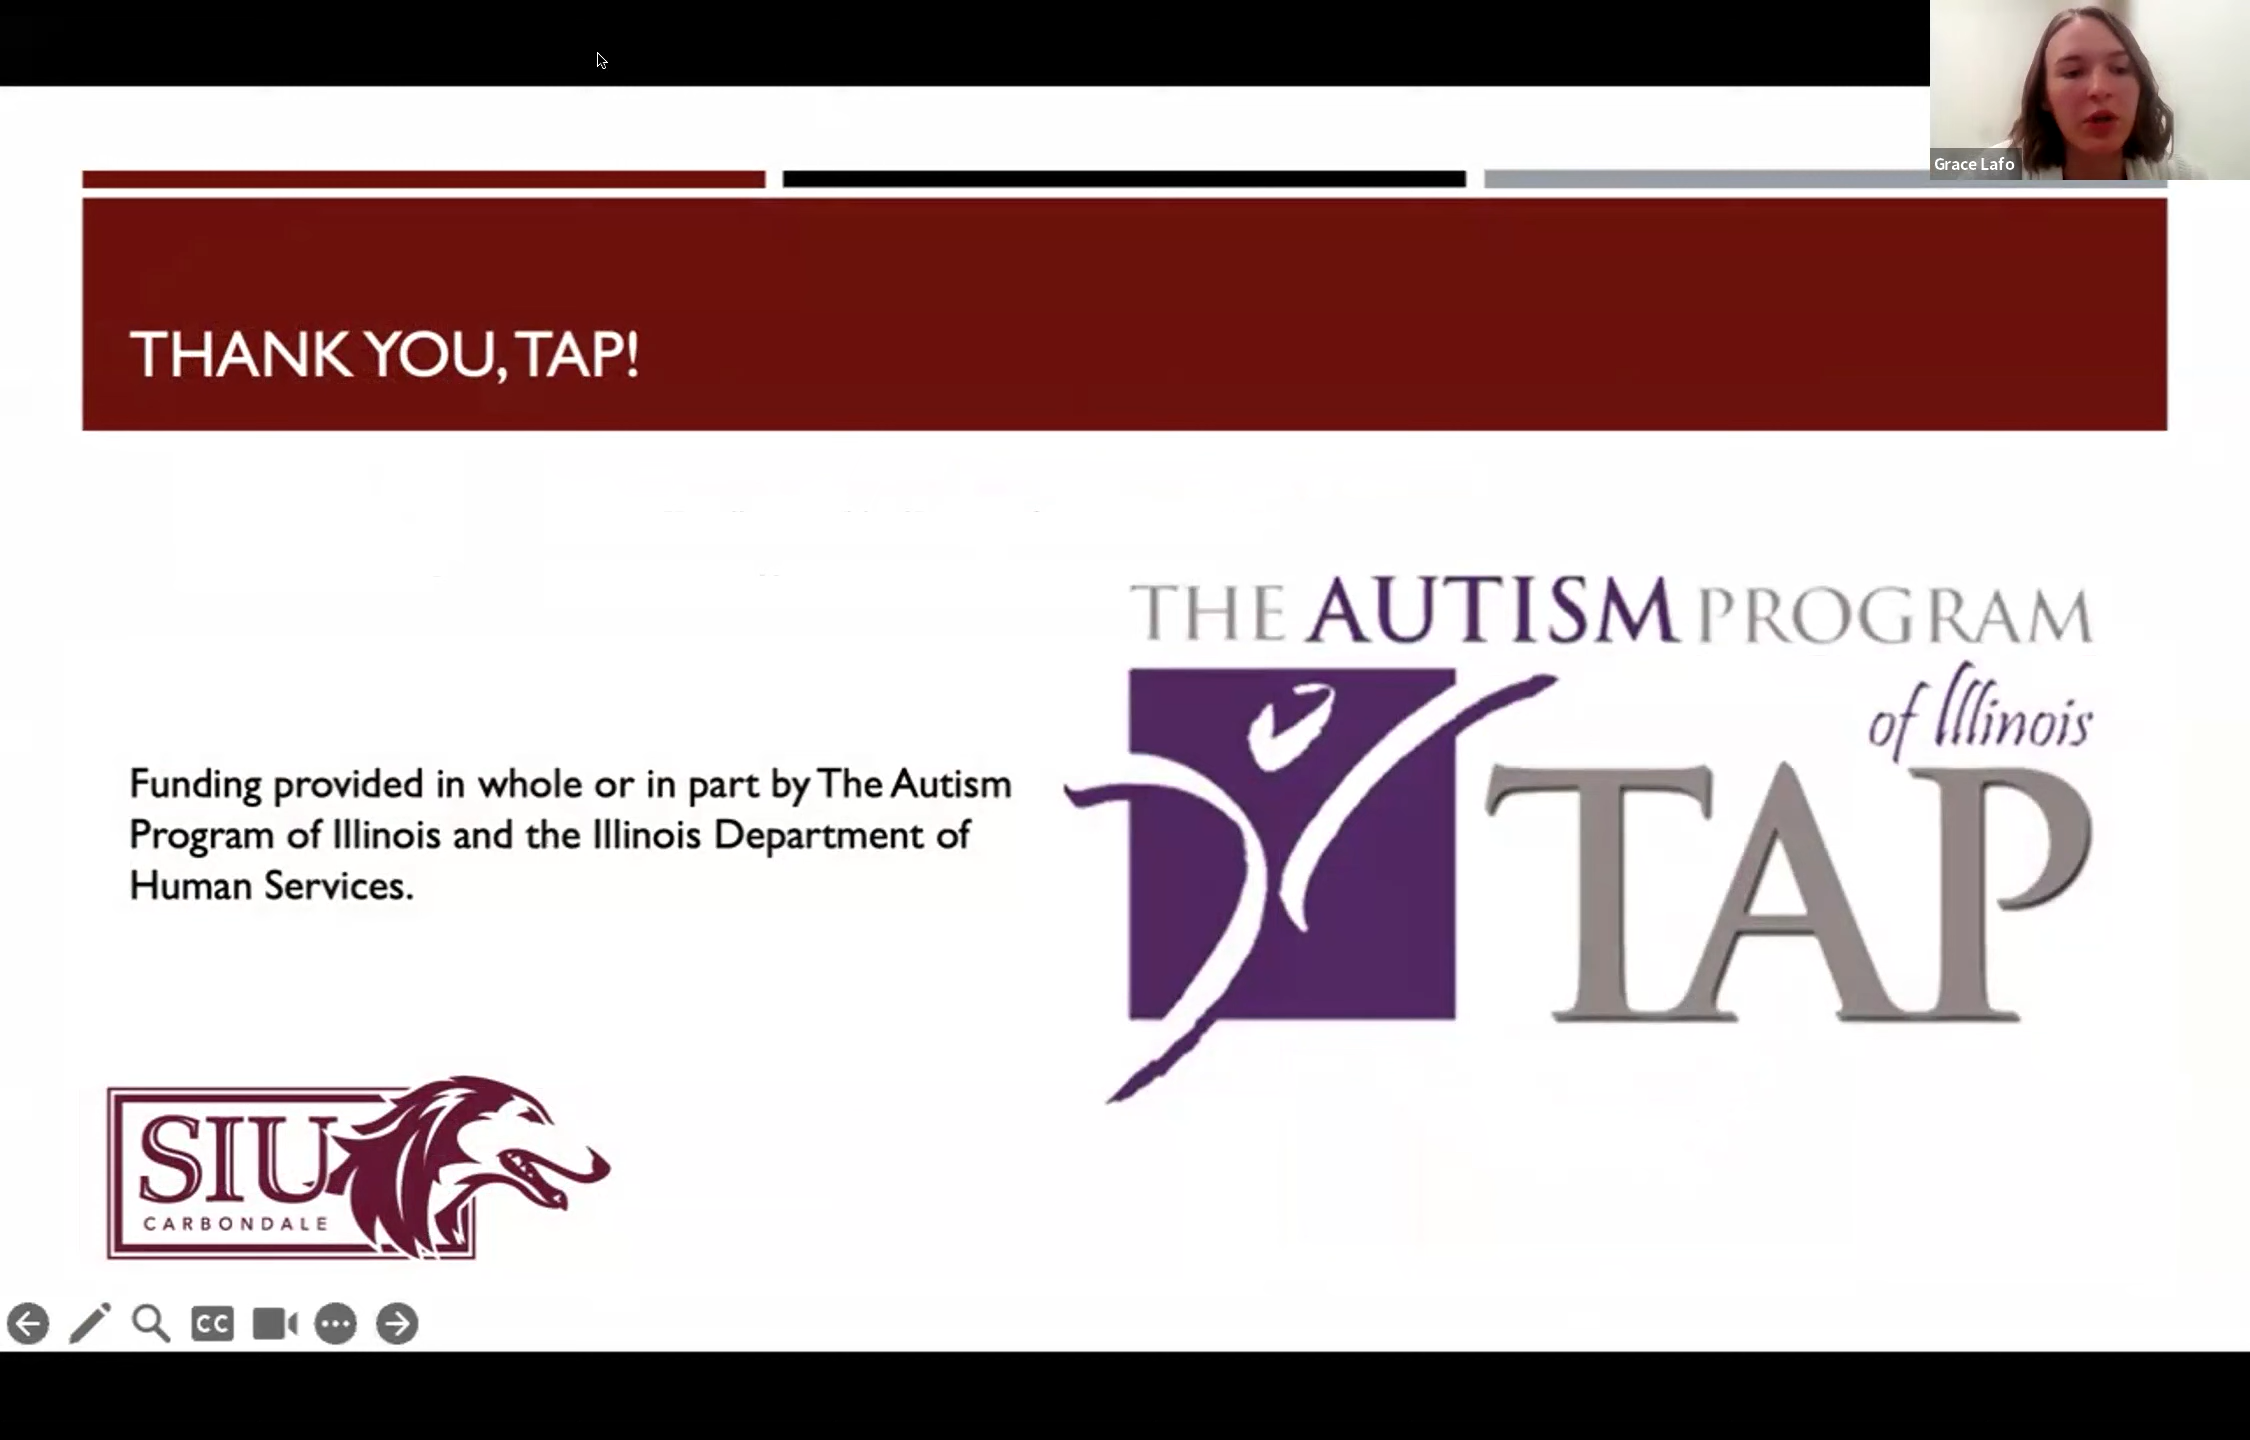 Grace Lafo
THANK YOU, TAP!
THE AUTISM PROGRAM
of Illinois
TAP
Funding provided in whole or in part by The Autism
Program of Illinois and the Illinois Department of
Human Services.
SIU
CARBONDALE
CC